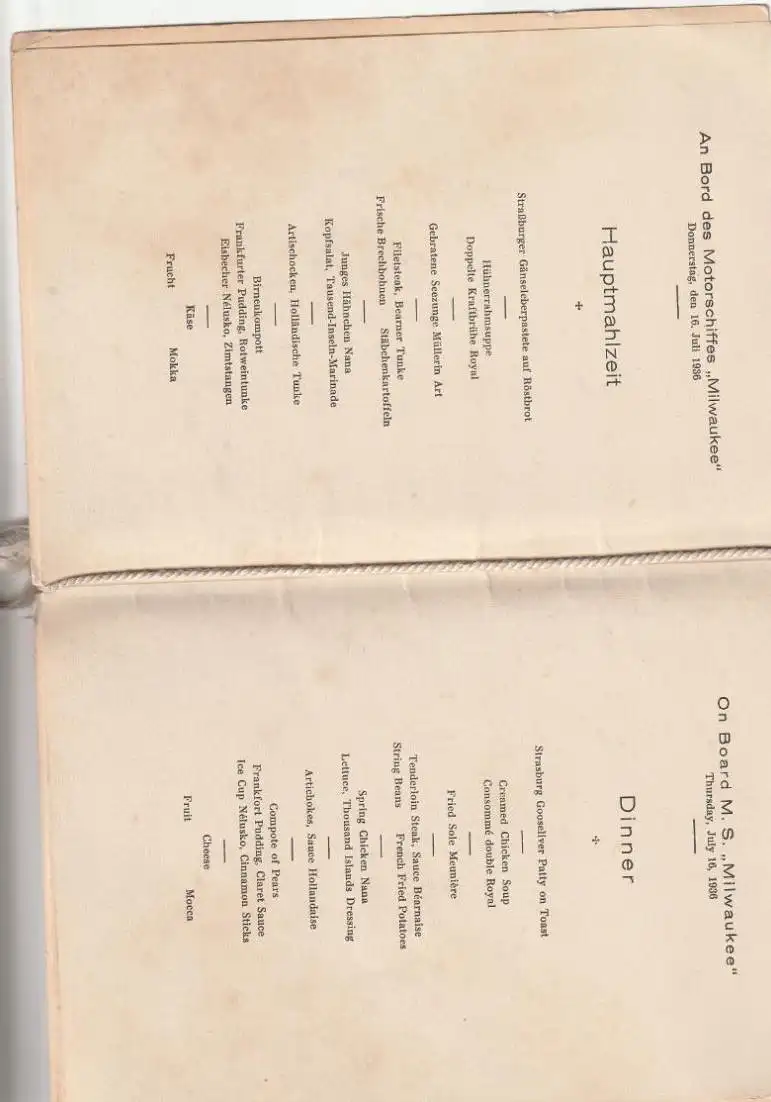 An Bord des Motorschiffes „Milwaukee“
Donnerstag, den 16. Juli 1936
Hauptmahlzeit
Straßburger Gänseleberpastete auf Röstbrot
Hühnerrahmsuppe
Doppelte Kraftbrühe Royal
Gebratene Seezunge Müllerin Art
Filetsteak, Bearner Tunke
Frische Brechbohnen Stäbchenkartoffeln
Junges Hähnchen Nana
Kopfsalat, Tausend-Inseln-Marinade
Artischocken, Holländische Tunke
Birnenkompott
Frankfurter Pudding, Rotweintunke
Eisbecher Nélusko, Zimtstangen
Käse
Frucht Mokka
On Board M. S. „Milwaukee“
Thursday, July 16, 1936
Dinner
Strasburg Gooseliver Patty on Toast
Creamed Chicken Soup
Consommé double Royal
Fried Sole Meunière
Tenderloin Steak, Sauce Béarnaise
String Beans French Fried Potatoes
Spring Chicken Nana
Lettuce, Thousand Islands Dressing
Artichokes, Sauce Hollandaise
Compote of Pears
Frankfort Pudding, Claret Sauce
Ice Cup Nélusko, Cinnamon Sticks
Cheese
Fruit Mocca